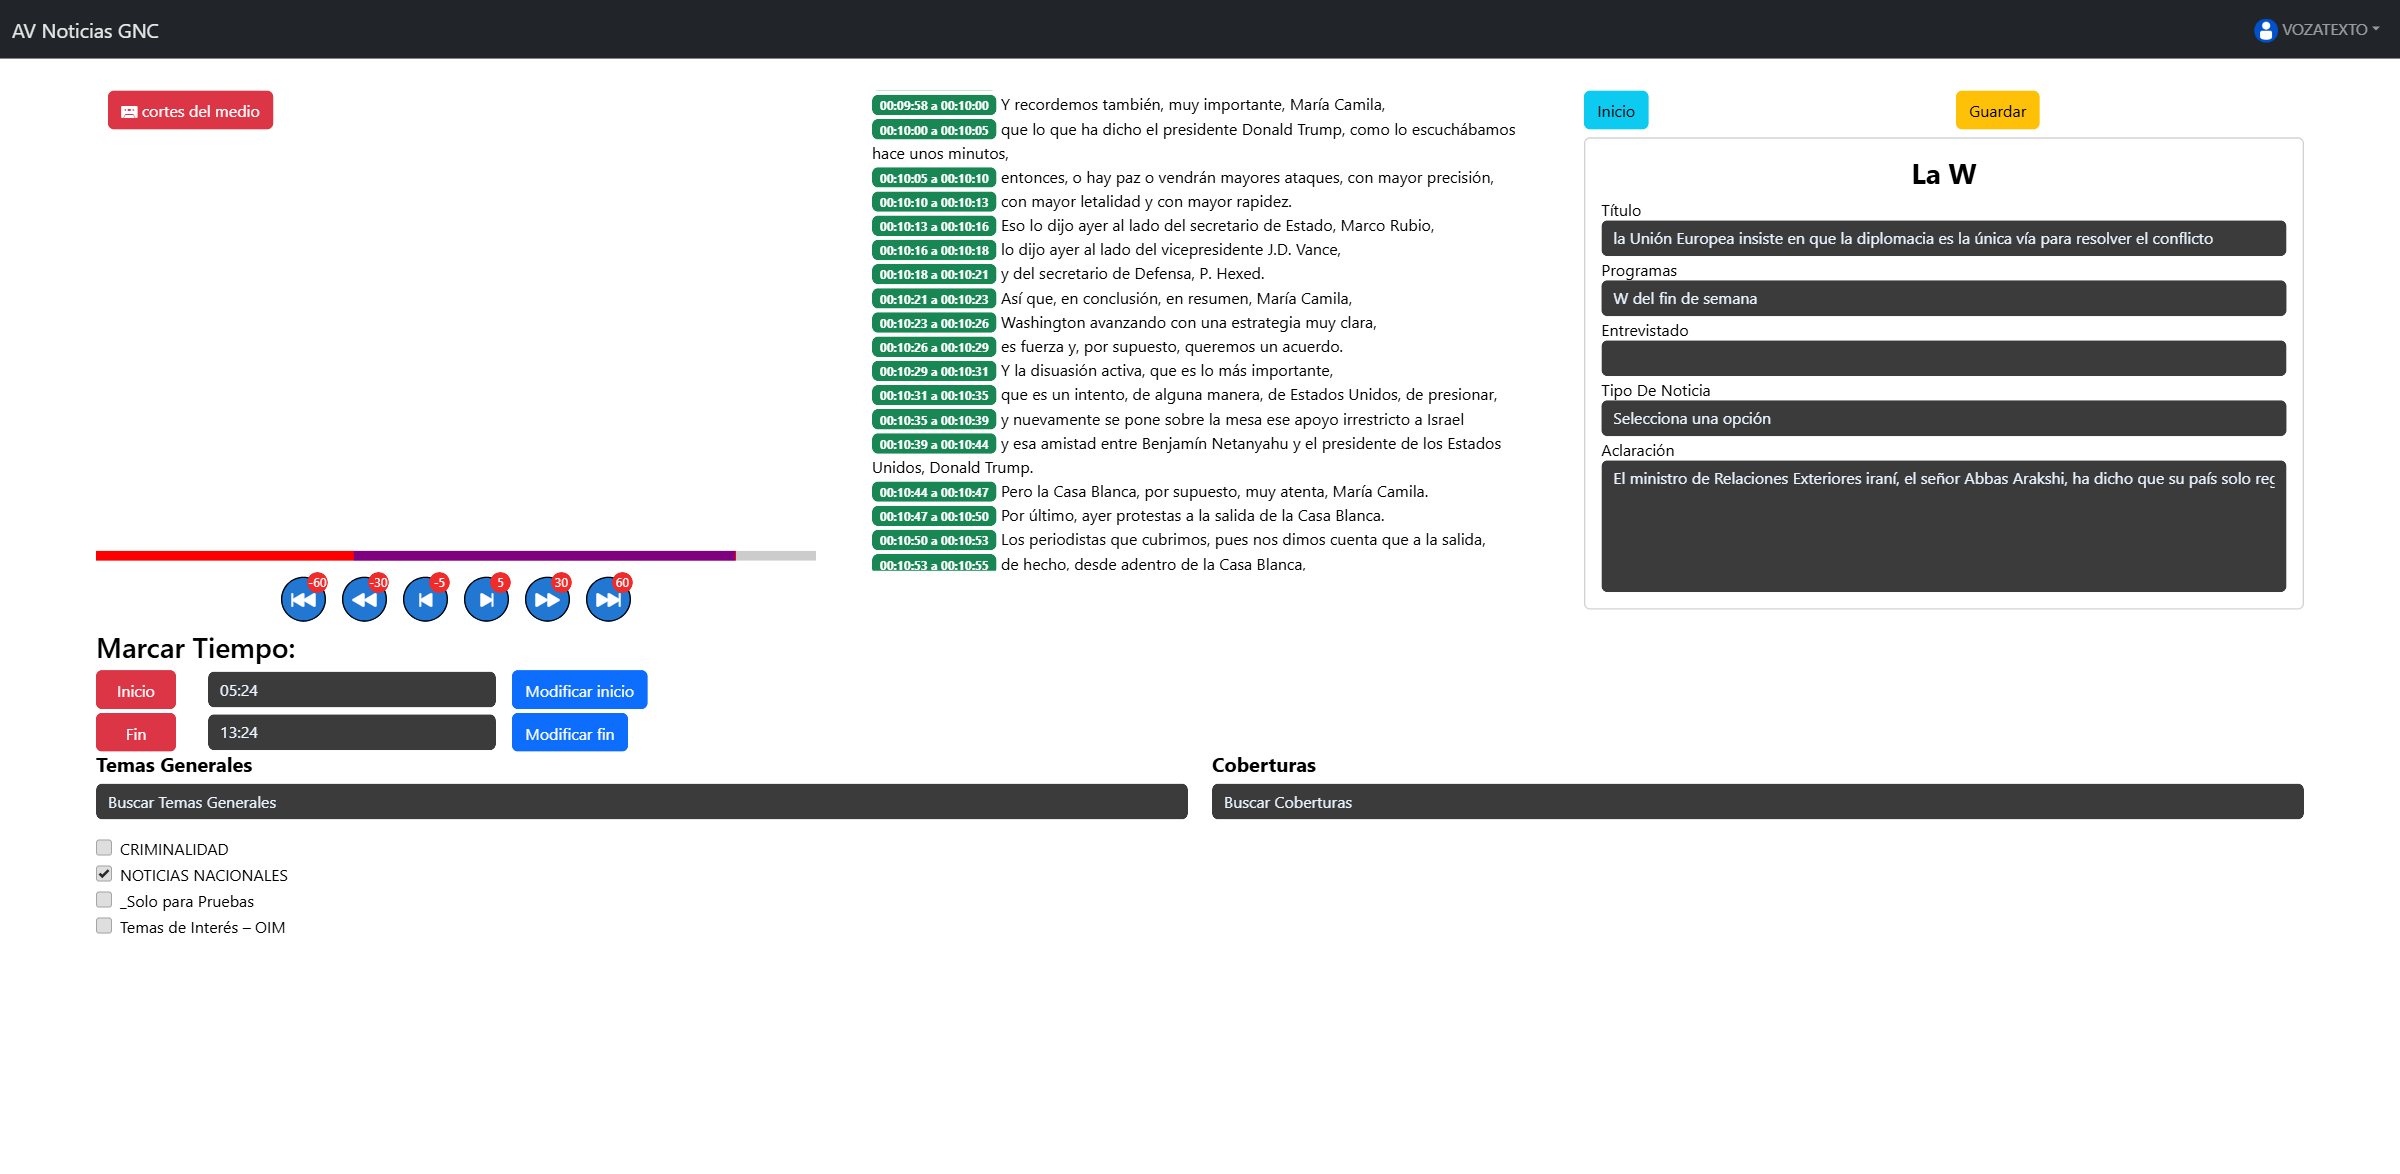 AV Noticias GNC
VOZATEXTO
cortes del medio
00:09:58 a 00:10:00 Y recordemos también, muy importante, María Camila,
00:10:00 a 00:10:05 que lo que ha dicho el presidente Donald Trump, como lo escuchábamos
hace unos minutos,
00:10:05 a 00:10:10 entonces, o hay paz o vendrán mayores ataques, con mayor precisión,
00:10:10 a 00:10:13 con mayor letalidad y con mayor rapidez.
00:10:13 a 00:10:16 Eso lo dijo ayer al lado del secretario de Estado, Marco Rubio,
00:10:16 a 00:10:18 lo dijo ayer al lado del vicepresidente J.D. Vance,
00:10:18 a 00:10:21 y del secretario de Defensa, P. Hexed.
00:10:21 a 00:10:23 Así que, en conclusión, en resumen, María Camila,
00:10:23 a 00:10:26 Washington avanzando con una estrategia muy clara,
00:10:26 a 00:10:29 es fuerza y, por supuesto, queremos un acuerdo.
00:10:29 a 00:10:31 Y la disuasión activa, que es lo más importante,
00:10:31 a 00:10:35 que es un intento, de alguna manera, de Estados Unidos, de presionar,
00:10:35 a 00:10:39 y nuevamente se pone sobre la mesa ese apoyo irrestricto a Israel
00:10:39 a 00:10:44 y esa amistad entre Benjamín Netanyahu y el presidente de los Estados
Unidos, Donald Trump.
00:10:44 a 00:10:47 Pero la Casa Blanca, por supuesto, muy atenta, María Camila.
00:10:47 a 00:10:50 Por último, ayer protestas a la salida de la Casa Blanca.
00:10:50 a 00:10:53 Los periodistas que cubrimos, pues nos dimos cuenta que a la salida,
00:10:53 a 00:10:55 de hecho, desde adentro de la Casa Blanca,
Inicio
Guardar
La W
Título
la Unión Europea insiste en que la diplomacia es la única vía para resolver el conflicto
Programas
W del fin de semana
Entrevistado
Tipo De Noticia
Selecciona una opción
Aclaración
El ministro de Relaciones Exteriores iraní, el señor Abbas Arakshi, ha dicho que su país solo reg
-60
-30
-5
5
30
60
Marcar Tiempo:
Inicio
05:24
Modificar inicio
Fin
13:24
Modificar fin
Temas Generales
Buscar Temas Generales
CRIMINALIDAD
NOTICIAS NACIONALES
_Solo para Pruebas
Temas de Interés – OIM
Coberturas
Buscar Coberturas